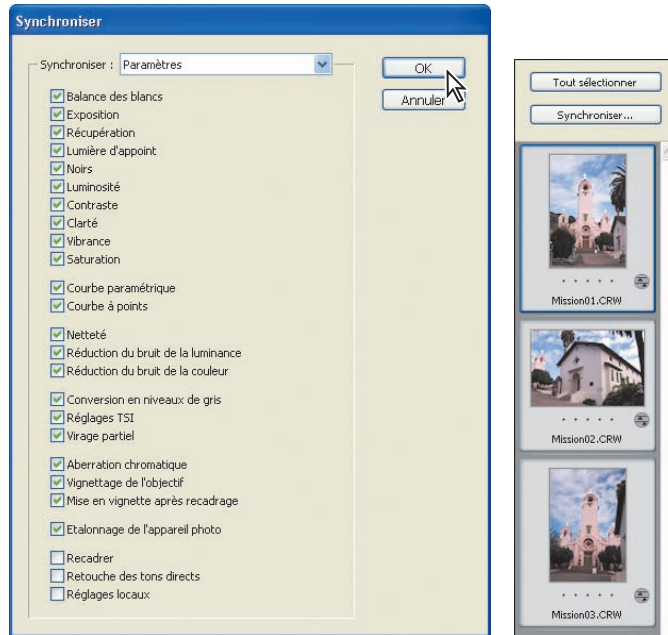 Synchroniser
Synchroniser : Paramètres
OK
Annuler
Balance des blancs
Exposition
Récupération
Lumière d'appoint
Noirs
Luminosité
Contraste
Clarté
Vibrance
Saturation
Courbe paramétrique
Courbe à points
Netteté
Réduction du bruit de la luminance
Réduction du bruit de la couleur
Conversion en niveaux de gris
Réglages TSI
Virage partiel
Aberration chromatique
Vignettage de l'objectif
Mise en vignette après recadrage
Etalonnage de l'appareil photo
Recadrer
Retouche des tons directs
Réglages locaux
Tout sélectionner
Synchroniser...
Mission01.CRW
Mission02.CRW
Mission03.CRW